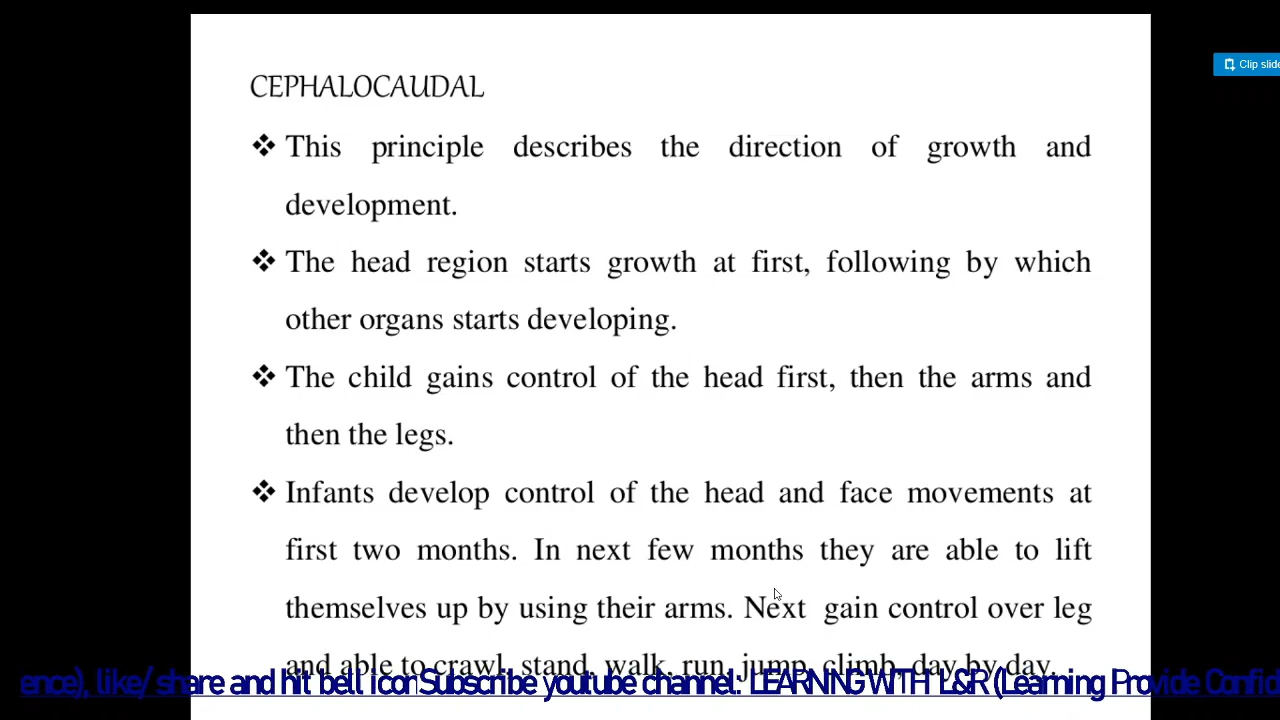 Clip slide
CEPHALOCAUDAL
❖ This principle describes the direction of growth and
development.
❖ The head region starts growth at first, following by which
other organs starts developing.
❖ The child gains control of the head first, then the arms and
then the legs.
❖ Infants develop control of the head and face movements at
first two months. In next few months they are able to lift
themselves up by using their arms. Next gain control over leg
and able to crawl, stand, walk, run, jump, climb, day by day.
ence), like/ share and hit bell icon Subscribe youtube channel: LEARNING WITH L&R (Learning Provide Confid